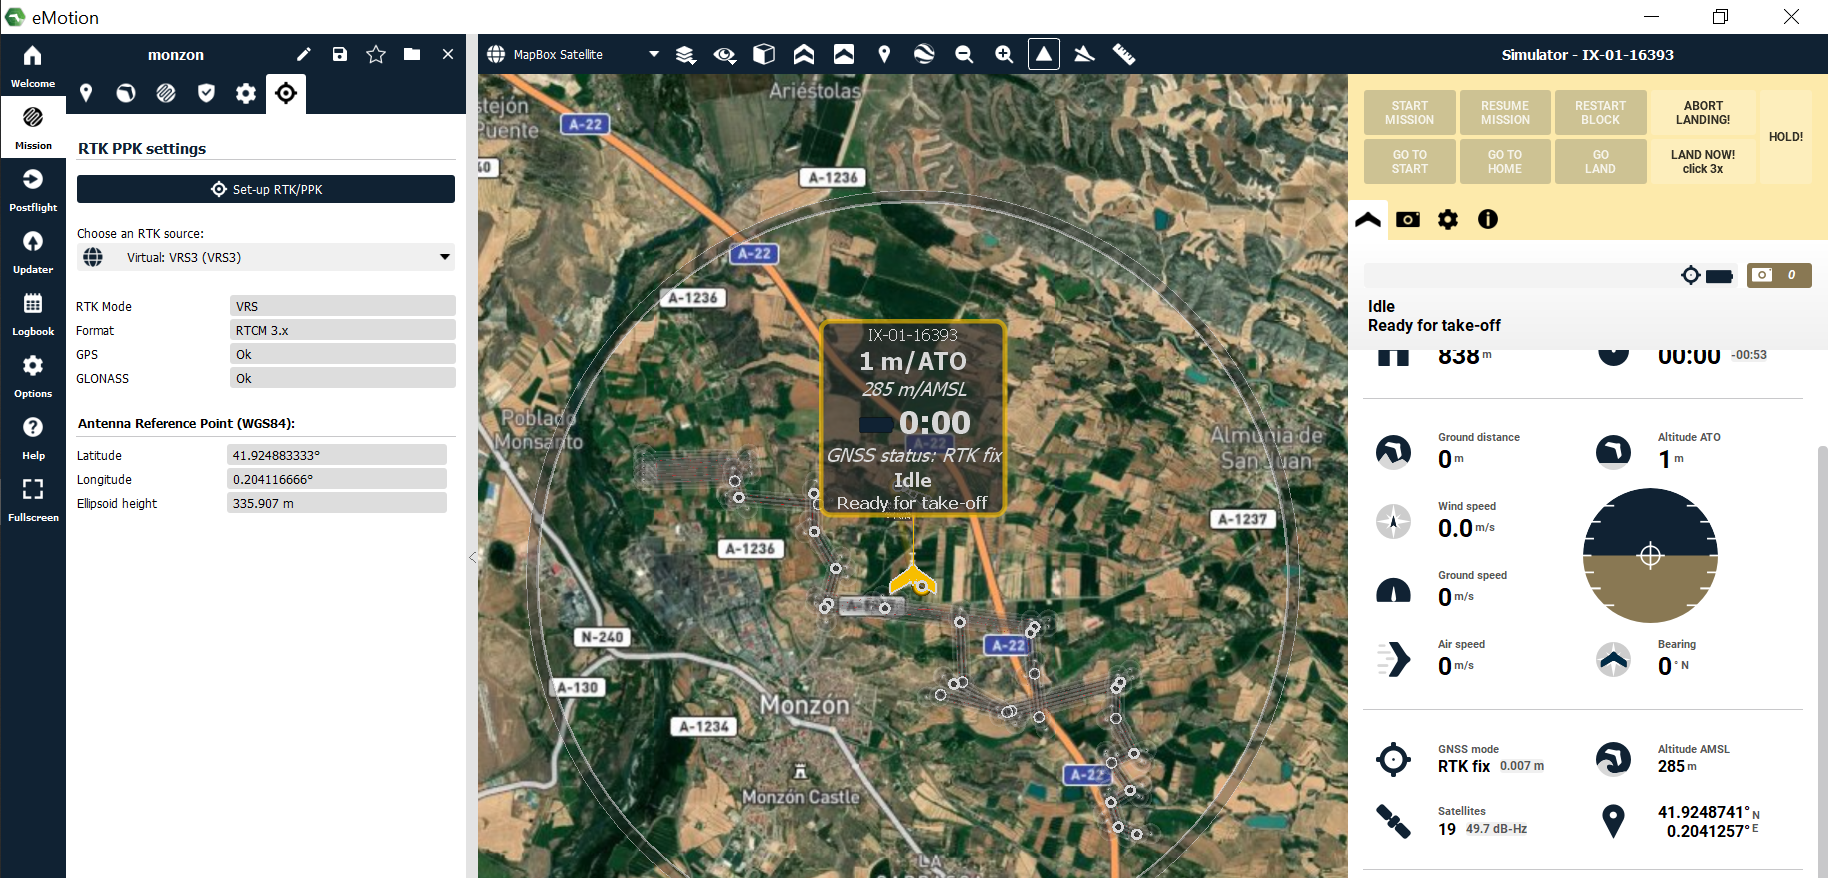 eMotion
Welcome
Mission
Postflight
Updater
Logbook
Options
Help
Fullscreen
monzon
RTK PPK settings
Set-up RTK/PPK
Choose an RTK source:
Virtual: VRS3 (VRS3)
RTK Mode VRS
Format RTCM 3.x
GPS Ok
GLONASS Ok
Antenna Reference Point (WGS84):
Latitude 41.924883333°
Longitude 0.204116666°
Ellipsoid height 335.907 m
MapBox Satellite
Ariéstolas
stejón
Puente
A-22
40
A-1236
A-22
A-1236
IX-01-16393
1 m/ATO
285 m/AMSL
0:00
A-22
GNSS status: RTK fix
Idle
Ready for take-off
Poblado
Monsanto
Almunia de
San Juan
A-1237
A-1236
N-240
A-22
A-130
Monzón
A-1234
A-22
Monzón Castle
LA
Simulator - IX-01-16393
START MISSION
RESUME MISSION
RESTART BLOCK
ABORT LANDING!
HOLD!
GO TO START
GO TO HOME
GO LAND
LAND NOW! click 3x
0
Idle
Ready for take-off
838 m
00:00 -00:53
Ground distance
0 m
Altitude ATO
1 m
Wind speed
0.0 m/s
Ground speed
0 m/s
Air speed
0 m/s
Bearing
0 ° N
GNSS mode
RTK fix 0.007 m
Altitude AMSL
285 m
Satellites
19 49.7 dB-Hz
41.9248741° N
0.2041257° E